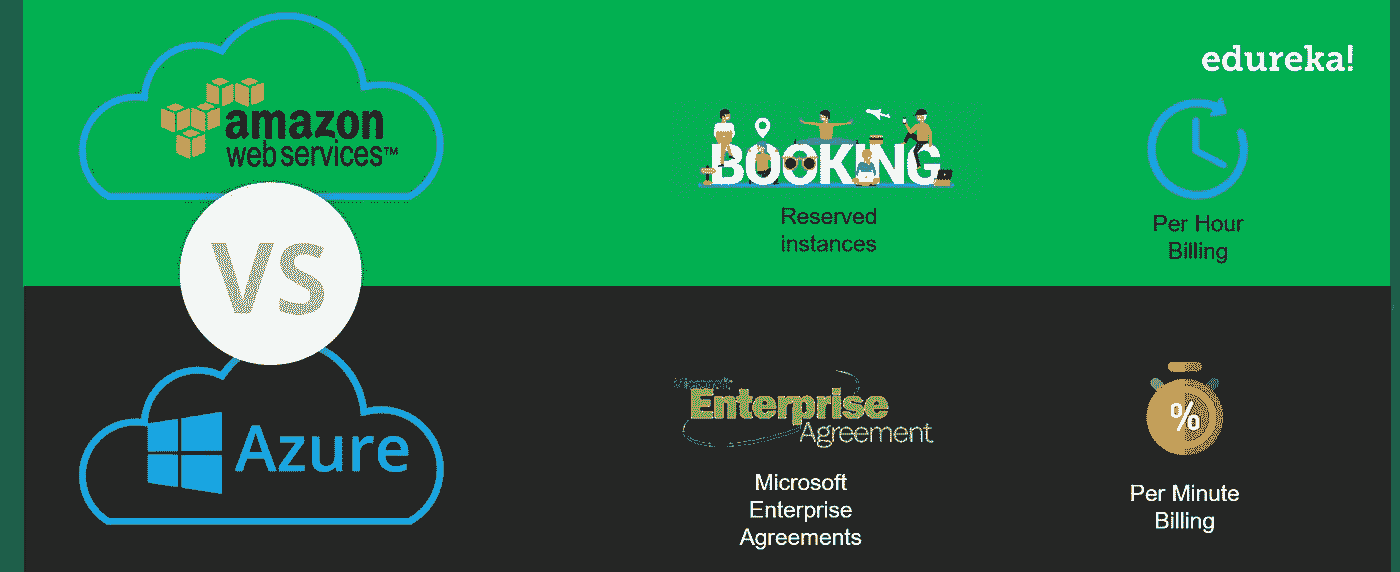 edureka!
amazon
web services™
BOOKING
Reserved
instances
Per Hour
Billing
VS
Azure
Microsoft
Enterprise
Agreement
%
Microsoft
Enterprise
Agreements
Per Minute
Billing